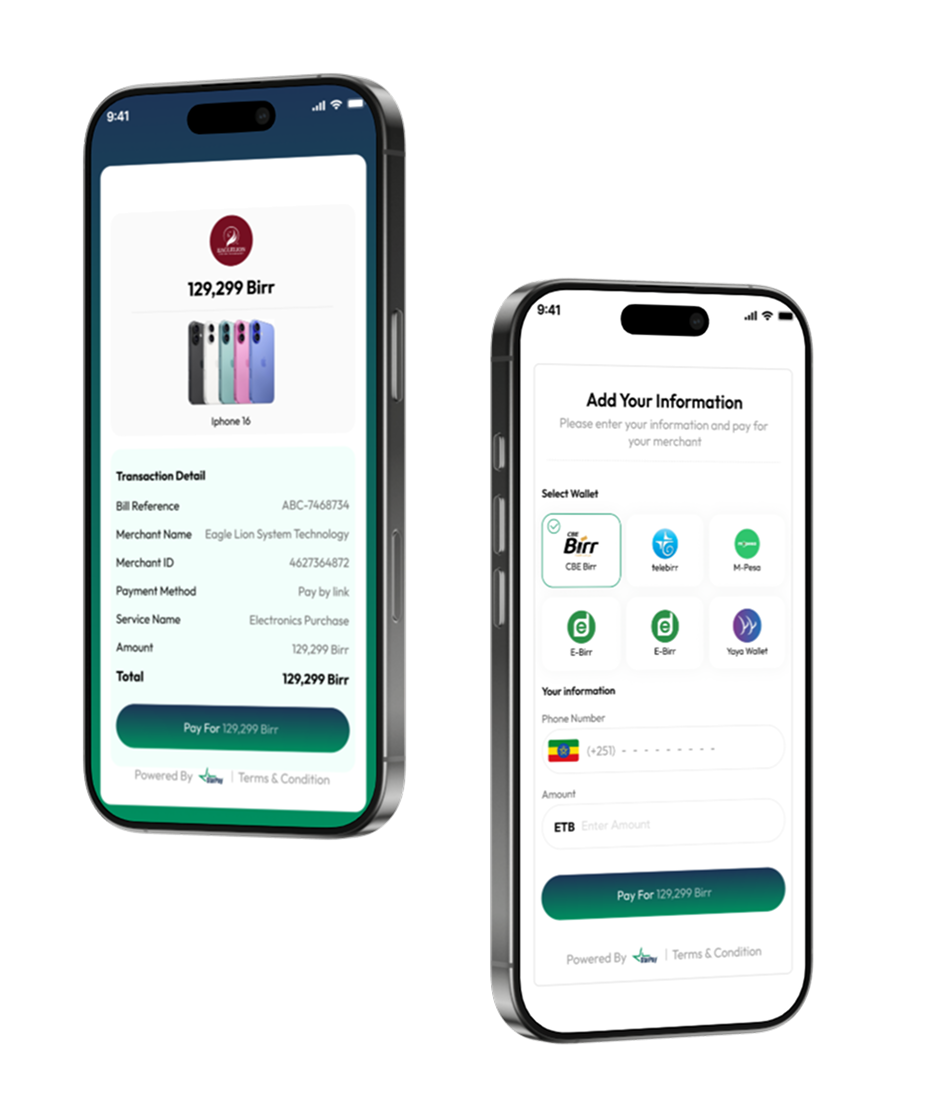 9:41
129,299 Birr
Iphone 16
Transaction Detail
Bill Reference ABC-7468734
Merchant Name Eagle Lion System Technology
Merchant ID 4627364872
Payment Method Pay by link
Service Name Electronics Purchase
Amount 129,299 Birr
Total 129,299 Birr
Pay For 129,299 Birr
Powered By | Terms & Condition
9:41
Add Your Information
Please enter your information and pay for
your merchant
Select Wallet
CBE
Birr
CBE Birr
telebirr
M-Pesa
E-Birr
E-Birr
Yaya Wallet
Your information
Phone Number
(+251) - - - - - - - - -
Amount
ETB Enter Amount
Pay For 129,299 Birr
Powered By | Terms & Condition